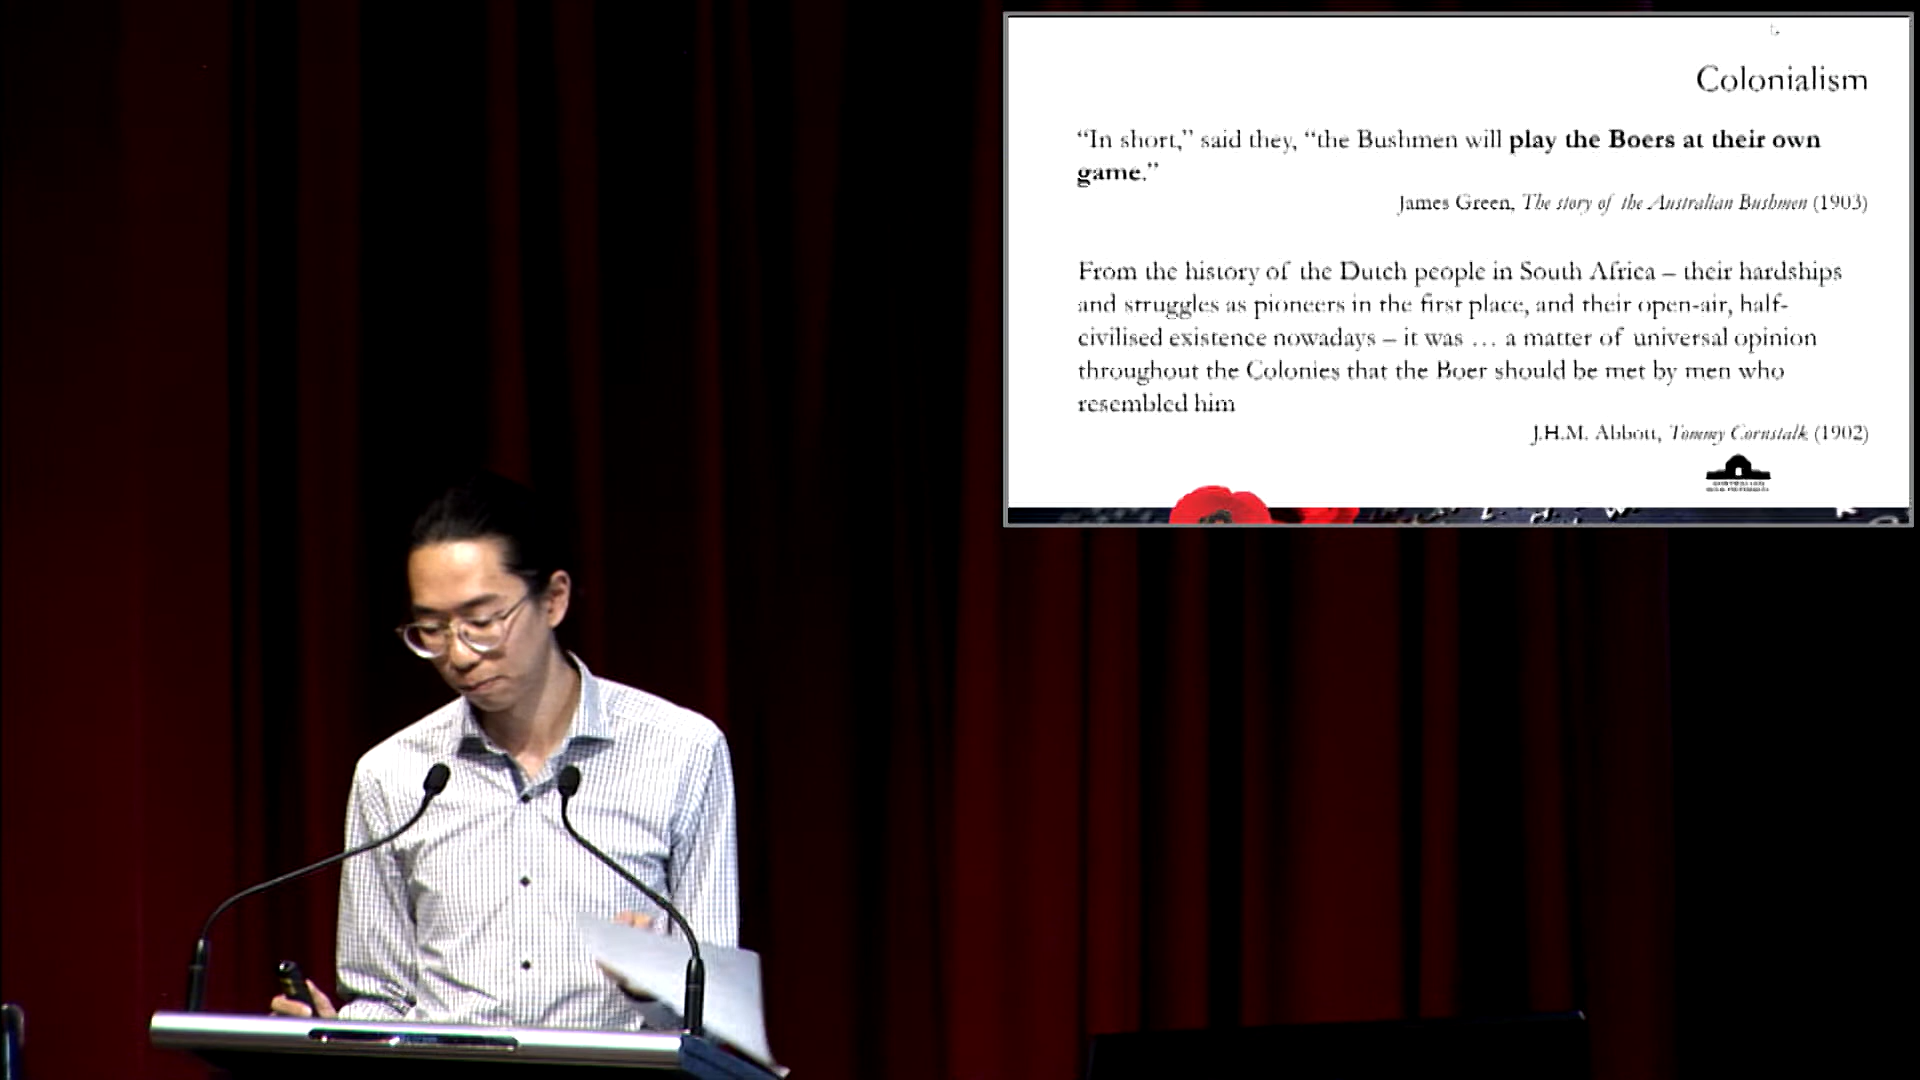 Colonialism
“In short,” said they, “the Bushmen will play the Boers at their own
game.”
James Green, The story of the Australian Bushmen (1903)
From the history of the Dutch people in South Africa – their hardships
and struggles as pioneers in the first place, and their open-air, half-
civilised existence nowadays – it was … a matter of universal opinion
throughout the Colonies that the Boer should be met by men who
resembled him
J.H.M. Abbott, Tommy Cornstalk (1902)